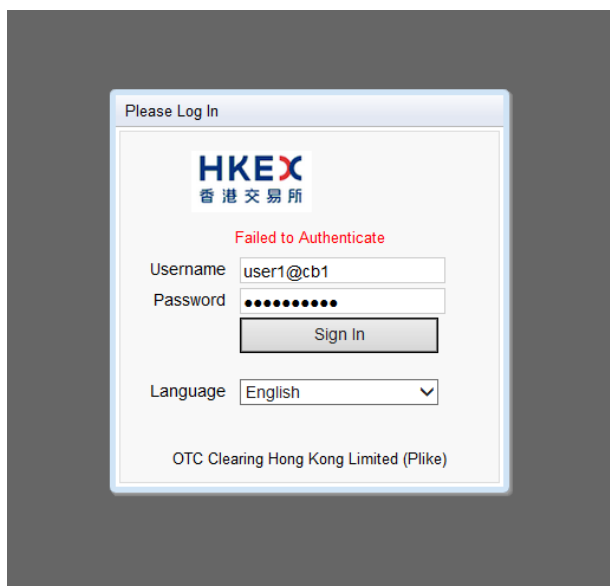 Please Log In
HKEX
香港交易所
Failed to Authenticate
Username user1@cb1
Password ••••••••••
Sign In
Language English
OTC Clearing Hong Kong Limited (Plike)